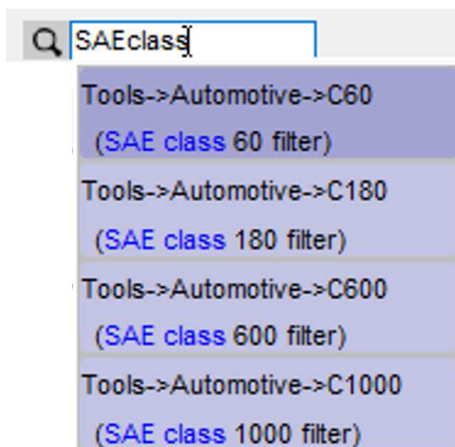 SAEclass
Tools->Automotive->C60
(SAE class 60 filter)
Tools->Automotive->C180
(SAE class 180 filter)
Tools->Automotive->C600
(SAE class 600 filter)
Tools->Automotive->C1000
(SAE class 1000 filter)